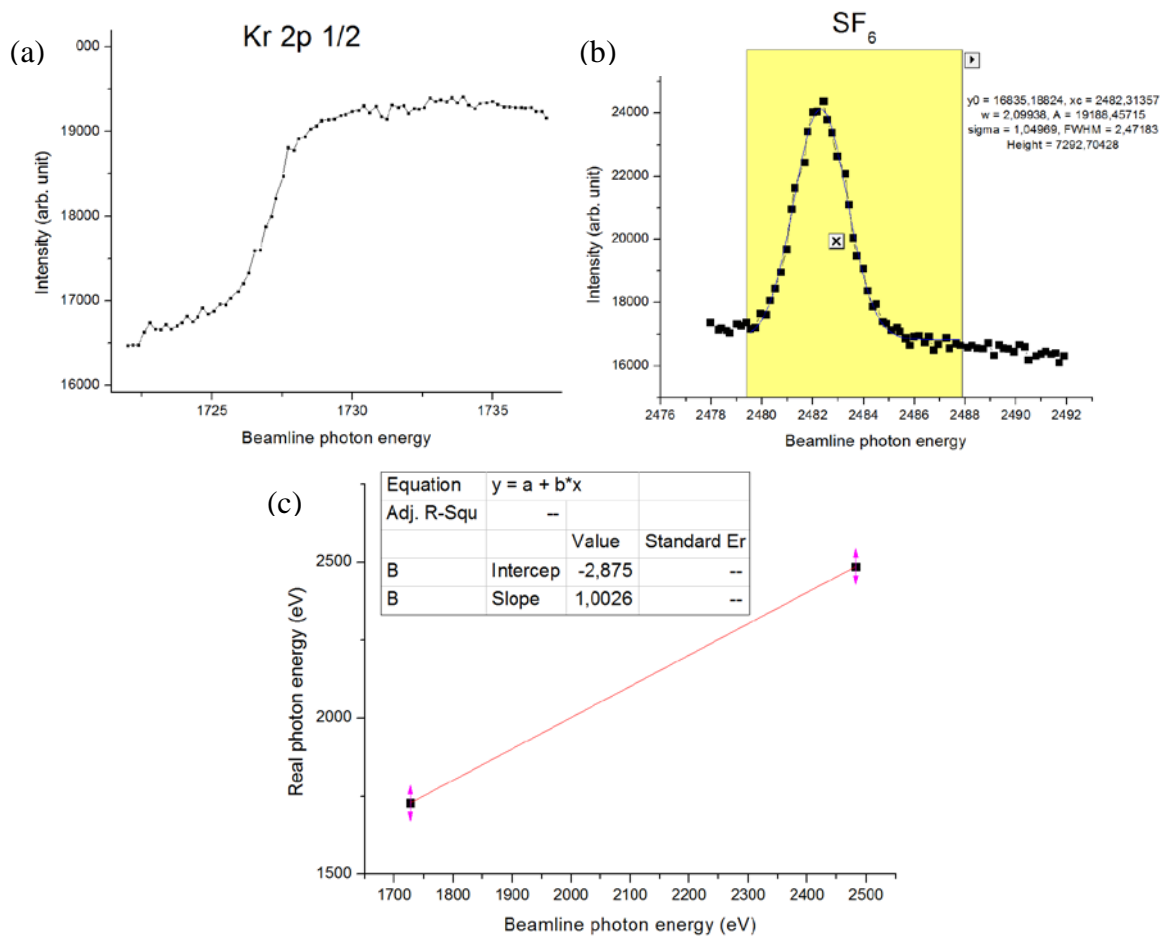 (a)
Kr 2p 1/2
000
19000
18000
17000
16000
Intensity (arb. unit)
1725
1730
1735
Beamline photon energy
(b)
SF6
24000
22000
20000
18000
16000
Intensity (arb. unit)
y0 = 16835,18824, xc = 2482,31357
w = 2,09938, A = 19188,45715
sigma = 1,04969, FWHM = 2,47183
Height = 7292,70428
2476 2478 2480 2482 2484 2486 2488 2490 2492
Beamline photon energy
(c)
Equation y = a + b*x
Adj. R-Squ --
Value Standard Er
B Intercep -2,875 --
B Slope 1,0026 --
2500
2000
1500
Real photon energy (eV)
1700 1800 1900 2000 2100 2200 2300 2400 2500
Beamline photon energy (eV)